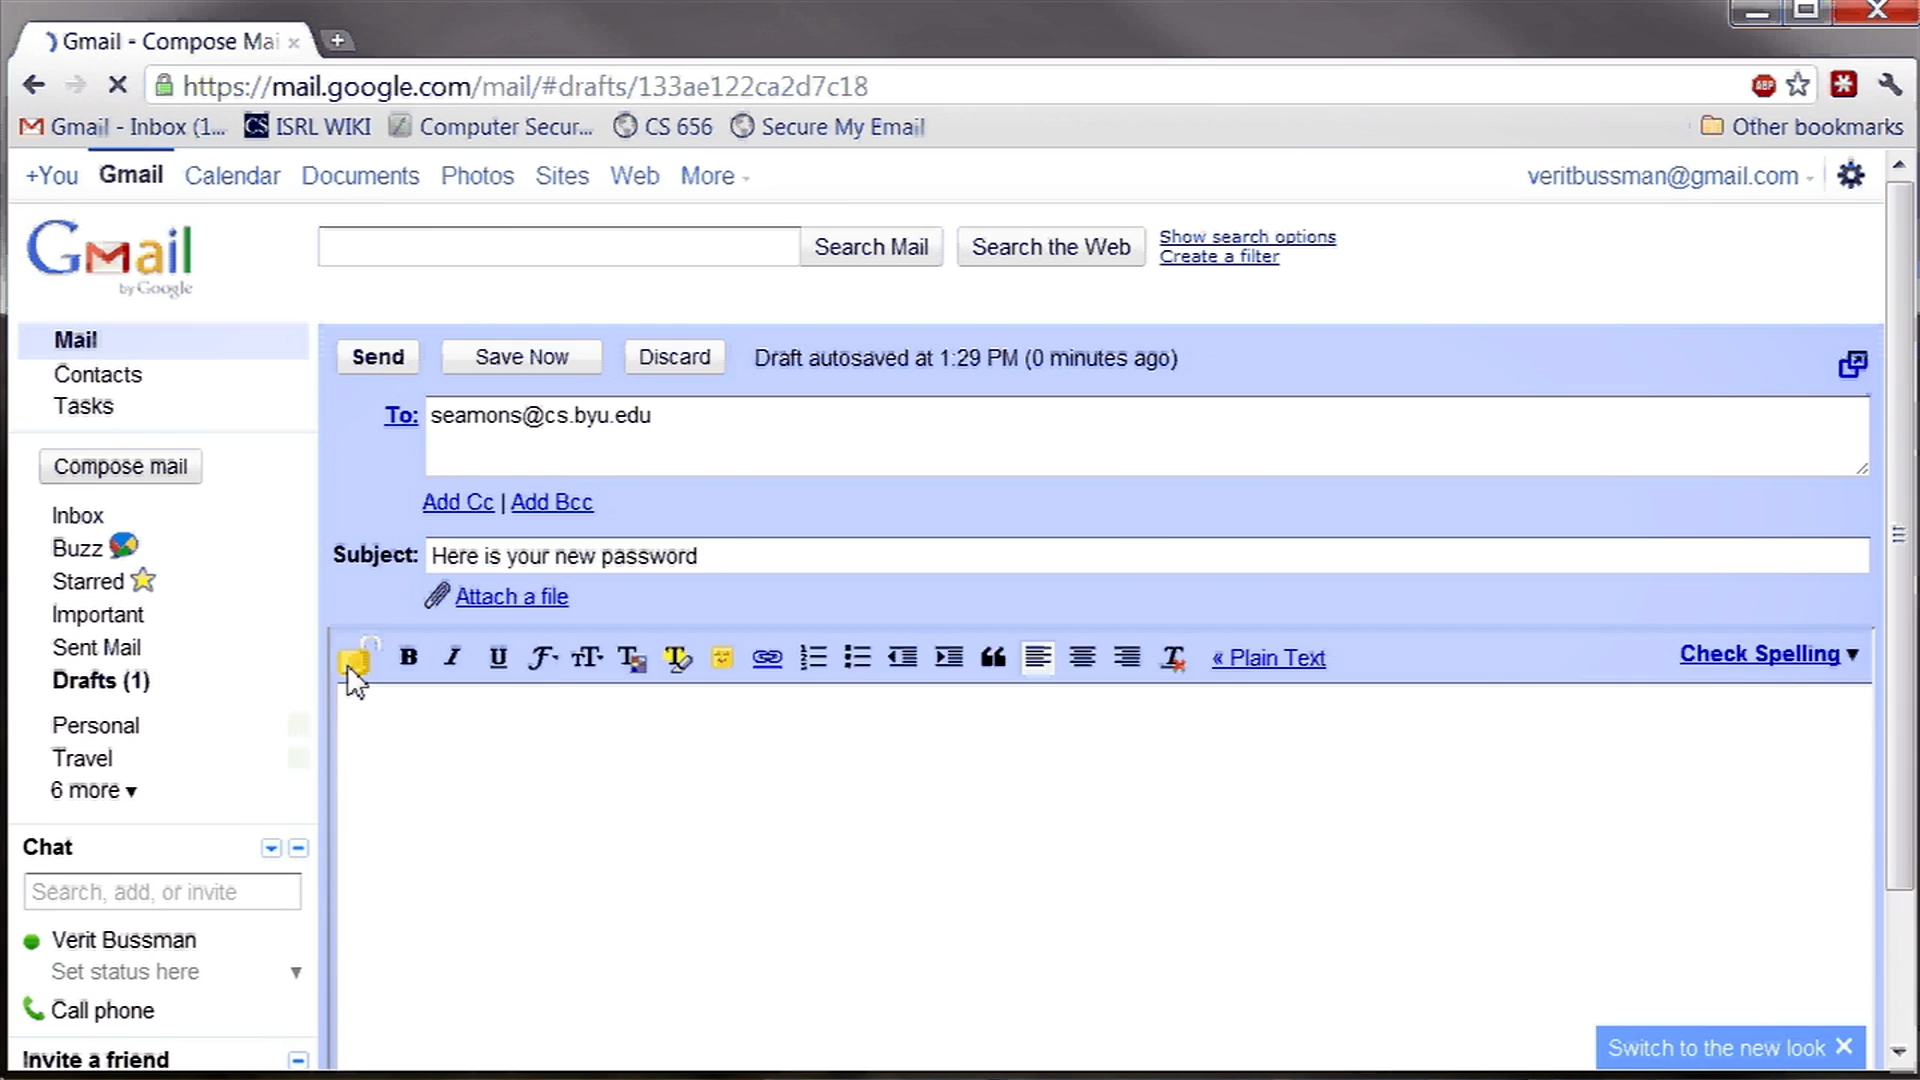 Gmail - Compose Mai
https://mail.google.com/mail/#drafts/133ae122ca2d7c18
ABP
Gmail - Inbox (1... CS ISRL WIKI Computer Secur... CS 656 Secure My Email Other bookmarks
+You Gmail Calendar Documents Photos Sites Web More veritbussman@gmail.com
Gmail
by Google
Search Mail Search the Web Show search options
Create a filter
Mail
Contacts
Tasks
Compose mail
Inbox
Buzz
Starred
Important
Sent Mail
Drafts (1)
Personal
Travel
6 more
Chat
Search, add, or invite
Verit Bussman
Set status here
Call phone
Invite a friend
Send Save Now Discard Draft autosaved at 1:29 PM (0 minutes ago)
To: seamons@cs.byu.edu
Add Cc | Add Bcc
Subject: Here is your new password
Attach a file
B I U « Plain Text Check Spelling
Switch to the new look